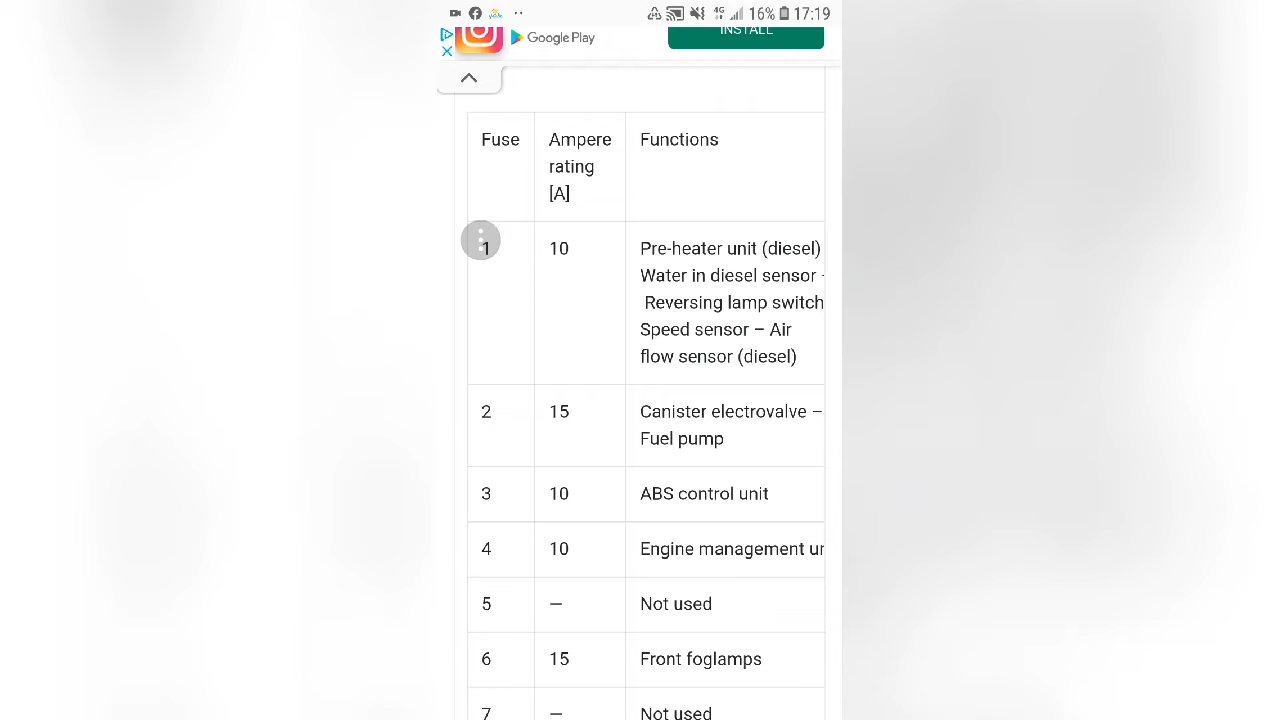 16% 17:19
Google Play
INSTALL
Fuse Ampere rating [A] Functions
1 10 Pre-heater unit (diesel)
Water in diesel sensor -
Reversing lamp switch
Speed sensor – Air
flow sensor (diesel)
2 15 Canister electrovalve –
Fuel pump
3 10 ABS control unit
4 10 Engine management
5 — Not used
6 15 Front foglamps
7 — Not used